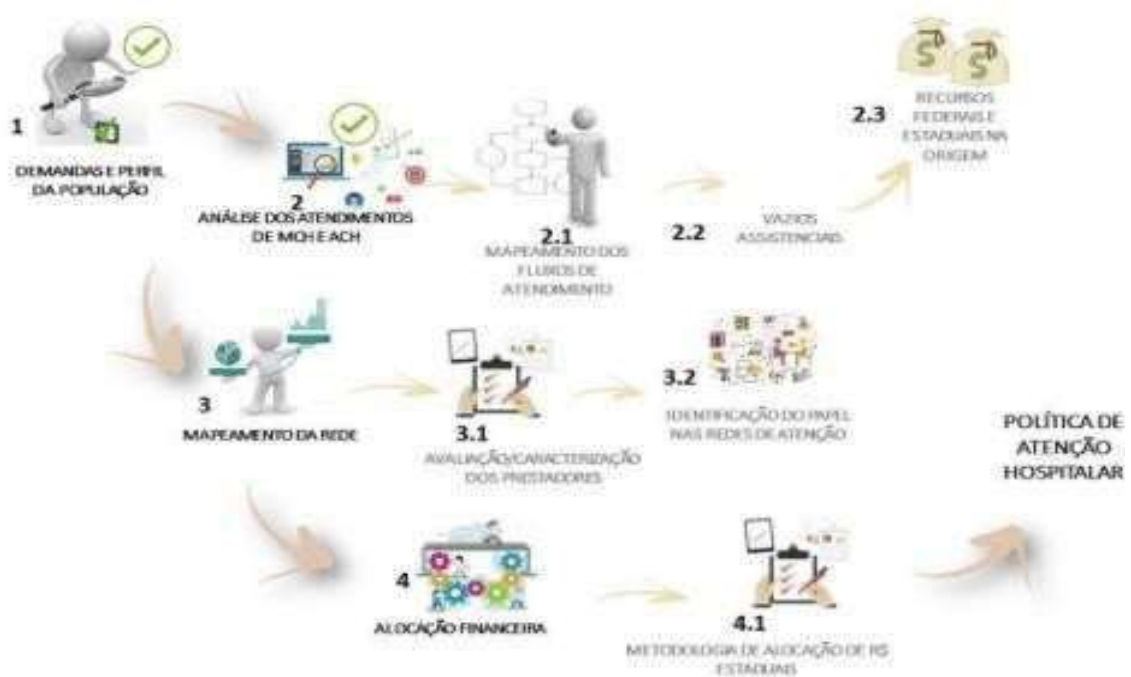 1
DEMANDAS E PERFIL
DA POPULAÇÃO
2
ANÁLISE DOS ATENDIMENTOS
DE MCH E ACH
2.1
MAPEAMENTO DOS
FLUXOS DE
ATENDIMENTO
2.2
VAZIOS
ASSISTENCIAIS
2.3
RECURSOS
FEDERAIS E
ESTADUAIS NA
ORIGEM
3
MAPEAMENTO DA REDE
3.1
AVALIAÇÃO/CARACTERIZAÇÃO
DOS PRESTADORES
3.2
IDENTIFICAÇÃO DO PAPEL
NAS REDES DE ATENÇÃO
4
ALOCAÇÃO FINANCEIRA
4.1
METODOLOGIA DE ALOCAÇÃO DE R$
ESTADUAIS
POLÍTICA DE
ATENÇÃO
HOSPITALAR